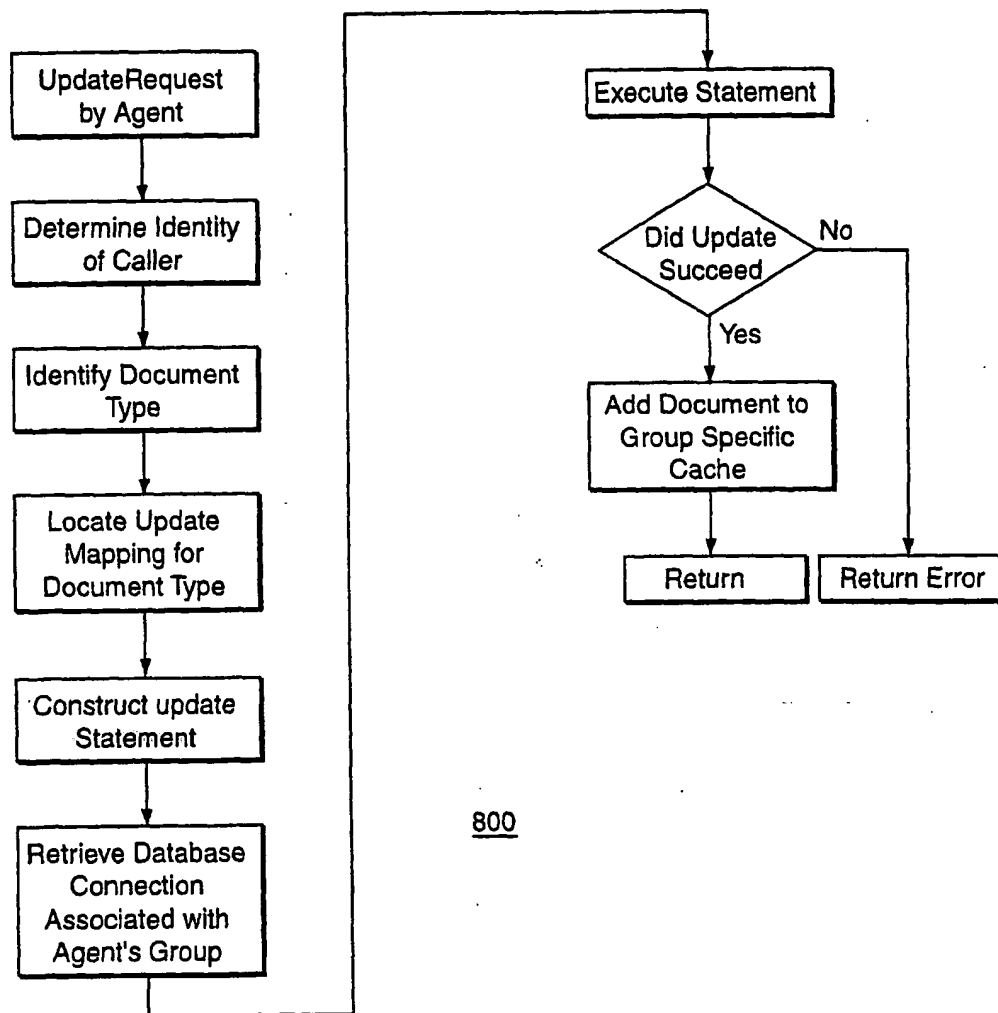 UpdateRequest
by Agent
Determine Identity
of Caller
Identify Document
Type
Locate Update
Mapping for
Document Type
Construct update
Statement
Retrieve Database
Connection
Associated with
Agent's Group
Execute Statement
Did Update
Succeed
No
Yes
Add Document to
Group Specific
Cache
Return
Return Error
800